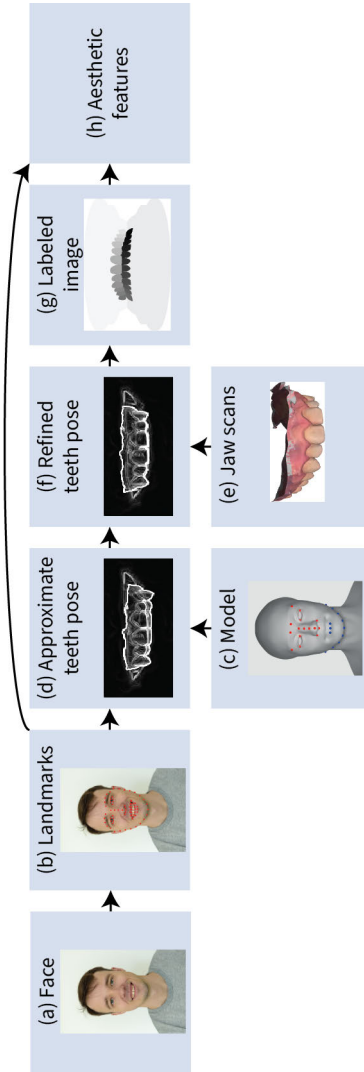 (a) Face
(b) Landmarks
(c) Model
(d) Approximate
teeth pose
(e) Jaw scans
(f) Refined
teeth pose
(g) Labeled
image
(h) Aesthetic
features